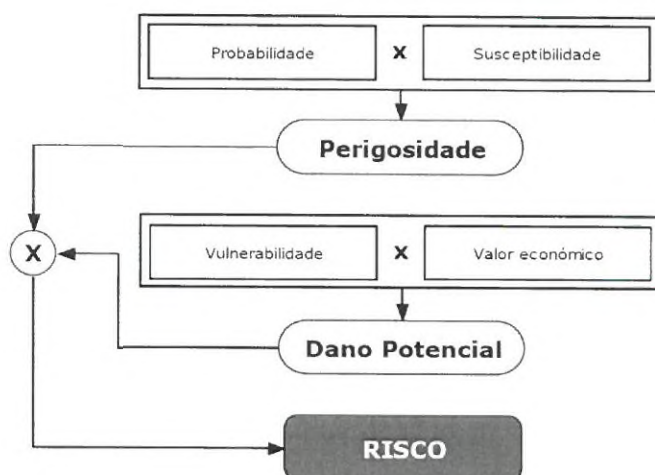 Probabilidade X Susceptibilidade
Perigosidade
Vulnerabilidade X Valor económico
X
Dano Potencial
RISCO